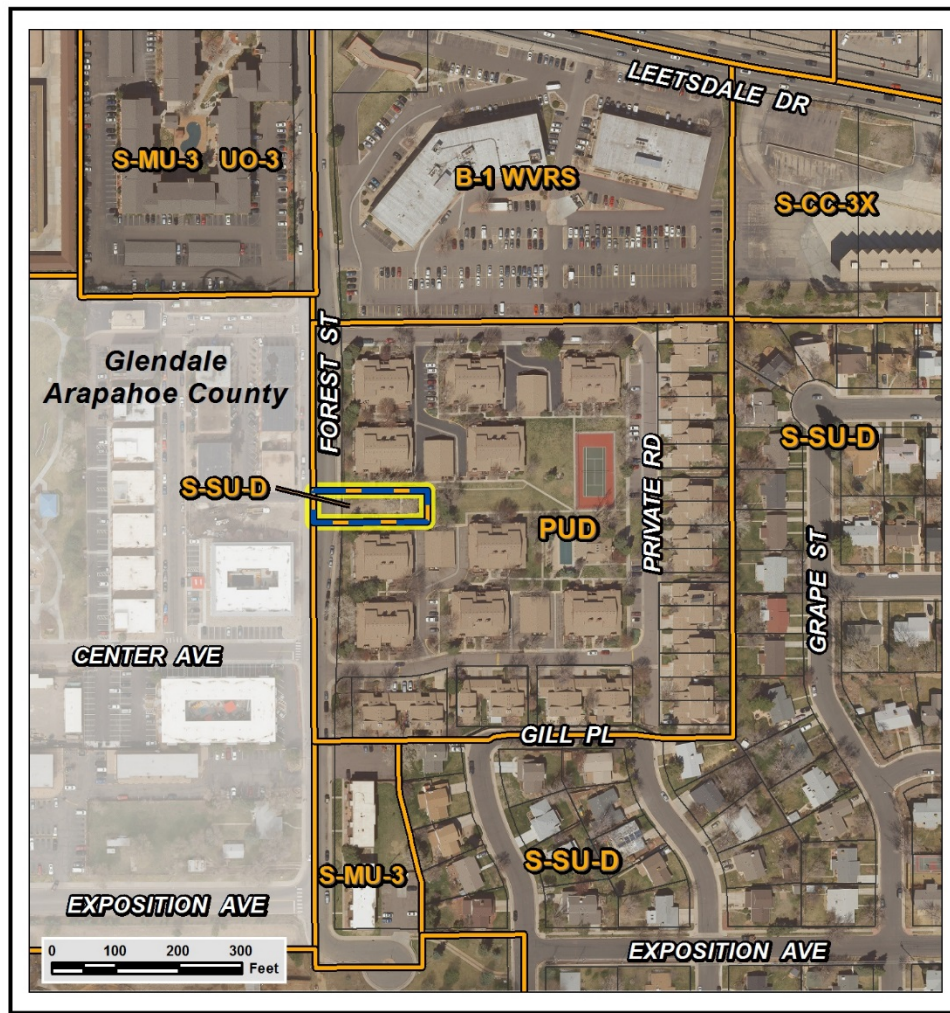 LEETSDALE DR
S-MU-3 UO-3
B-1 WVRS
S-CC-3X
Glendale
Arapahoe County
FOREST ST
S-SU-D
S-SU-D
PUD
PRIVATE RD
GRAPE ST
CENTER AVE
GILL PL
S-MU-3
S-SU-D
EXPOSITION AVE
EXPOSITION AVE
0 100 200 300
Feet